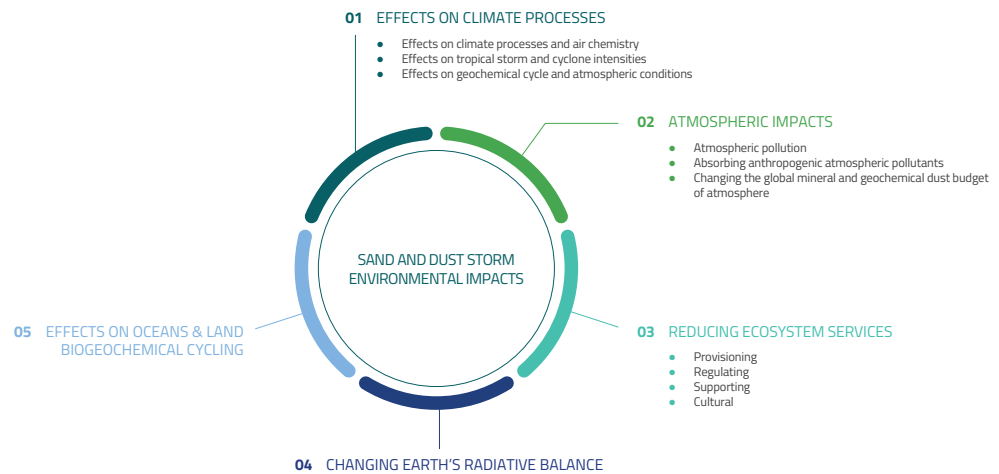 01 EFFECTS ON CLIMATE PROCESSES
● Effects on climate processes and air chemistry
● Effects on tropical storm and cyclone intensities
● Effects on geochemical cycle and atmospheric conditions
02 ATMOSPHERIC IMPACTS
● Atmospheric pollution
● Absorbing anthropogenic atmospheric pollutants
● Changing the global mineral and geochemical dust budget
of atmosphere
SAND AND DUST STORM
ENVIRONMENTAL IMPACTS
03 REDUCING ECOSYSTEM SERVICES
● Provisioning
● Regulating
● Supporting
● Cultural
04 CHANGING EARTH'S RADIATIVE BALANCE
05 EFFECTS ON OCEANS & LAND
BIOGEOCHEMICAL CYCLING